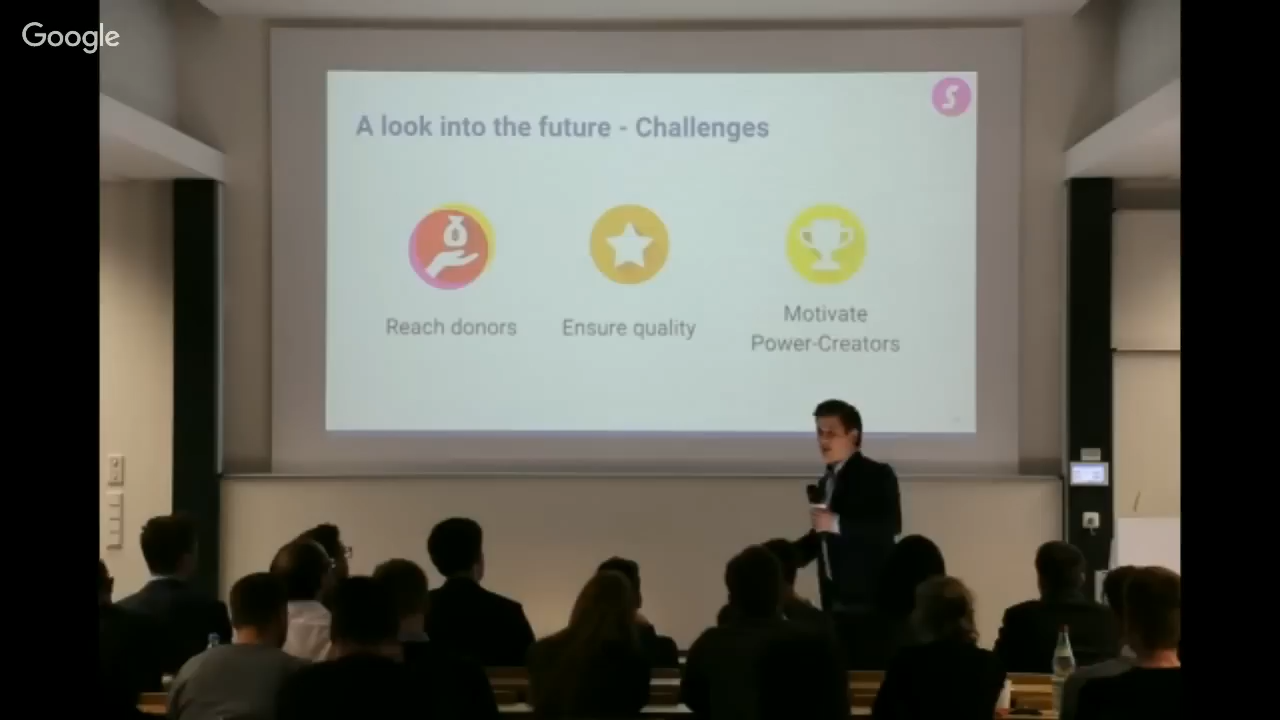 Google
S
A look into the future - Challenges
Reach donors
Ensure quality
Motivate
Power-Creators